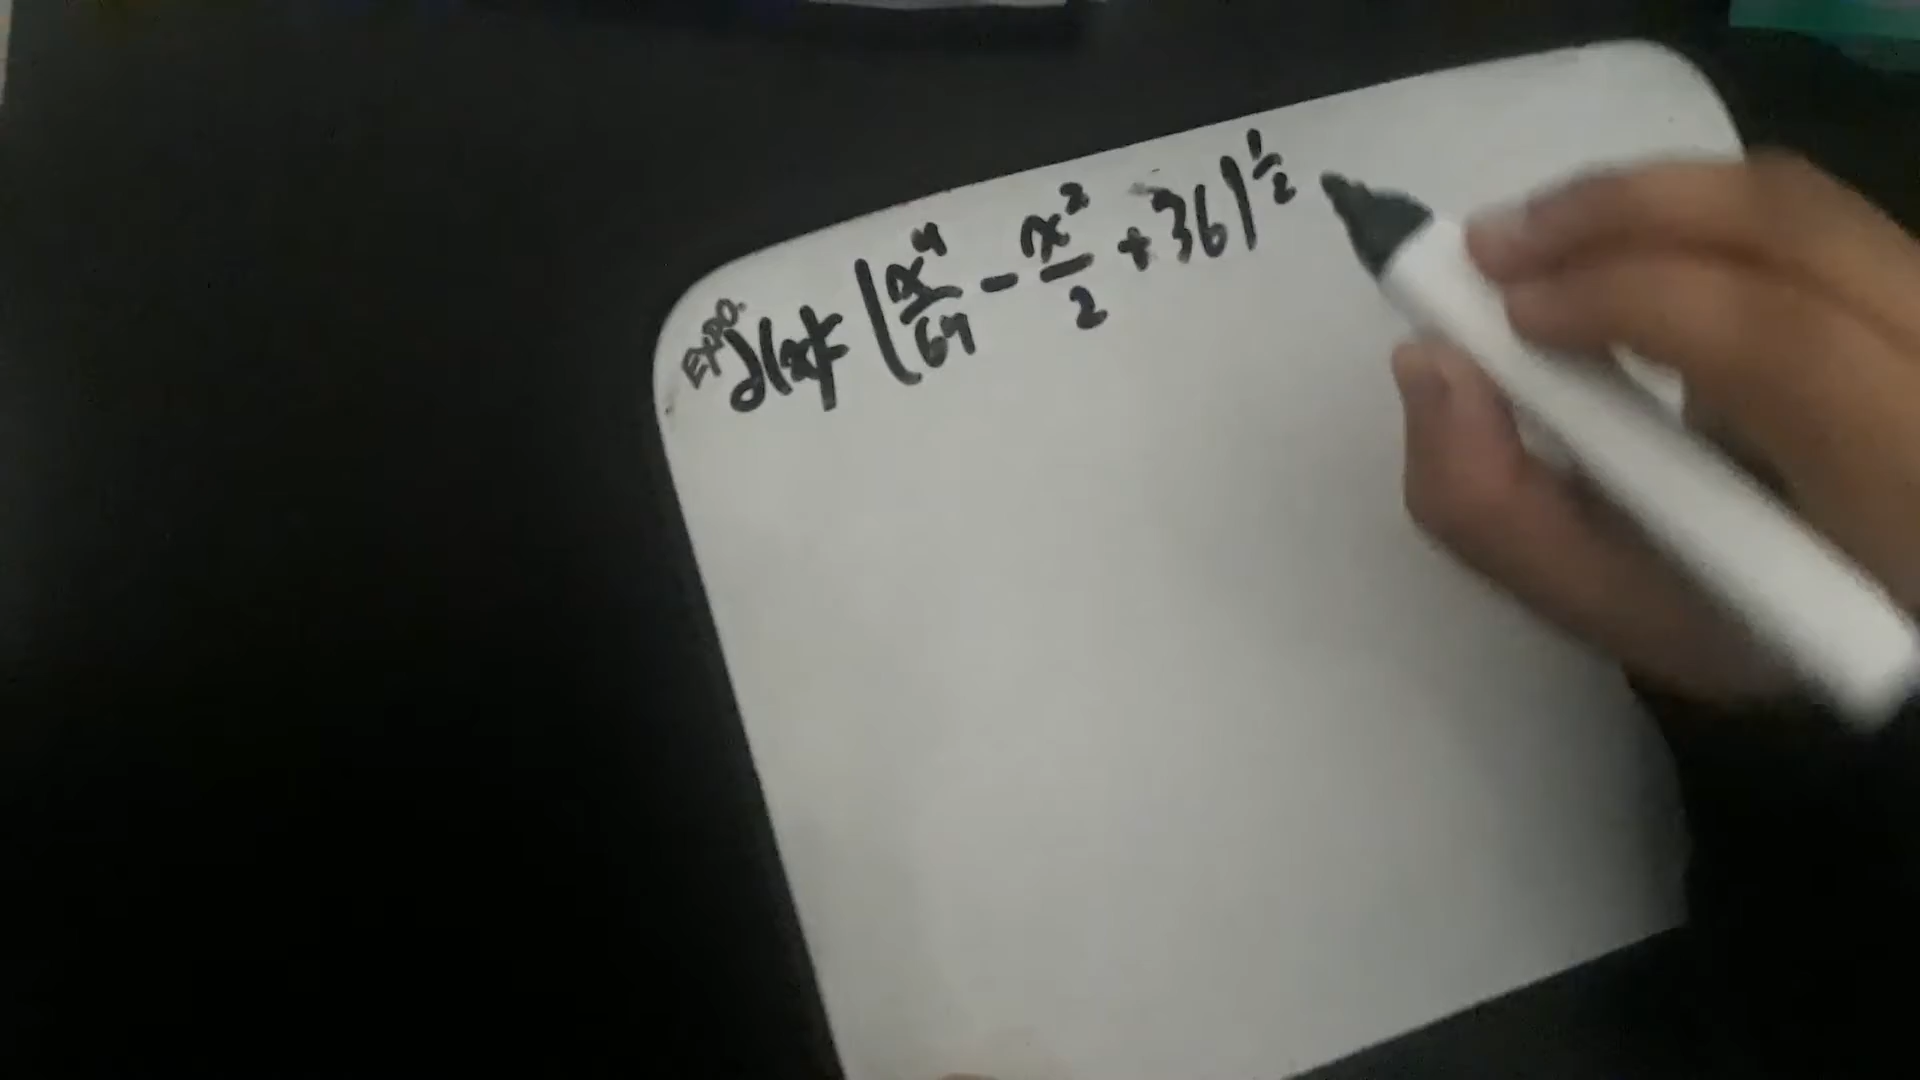 EXPO.
d(x)= (x⁴/64 - x²/2 + 36)^1/2